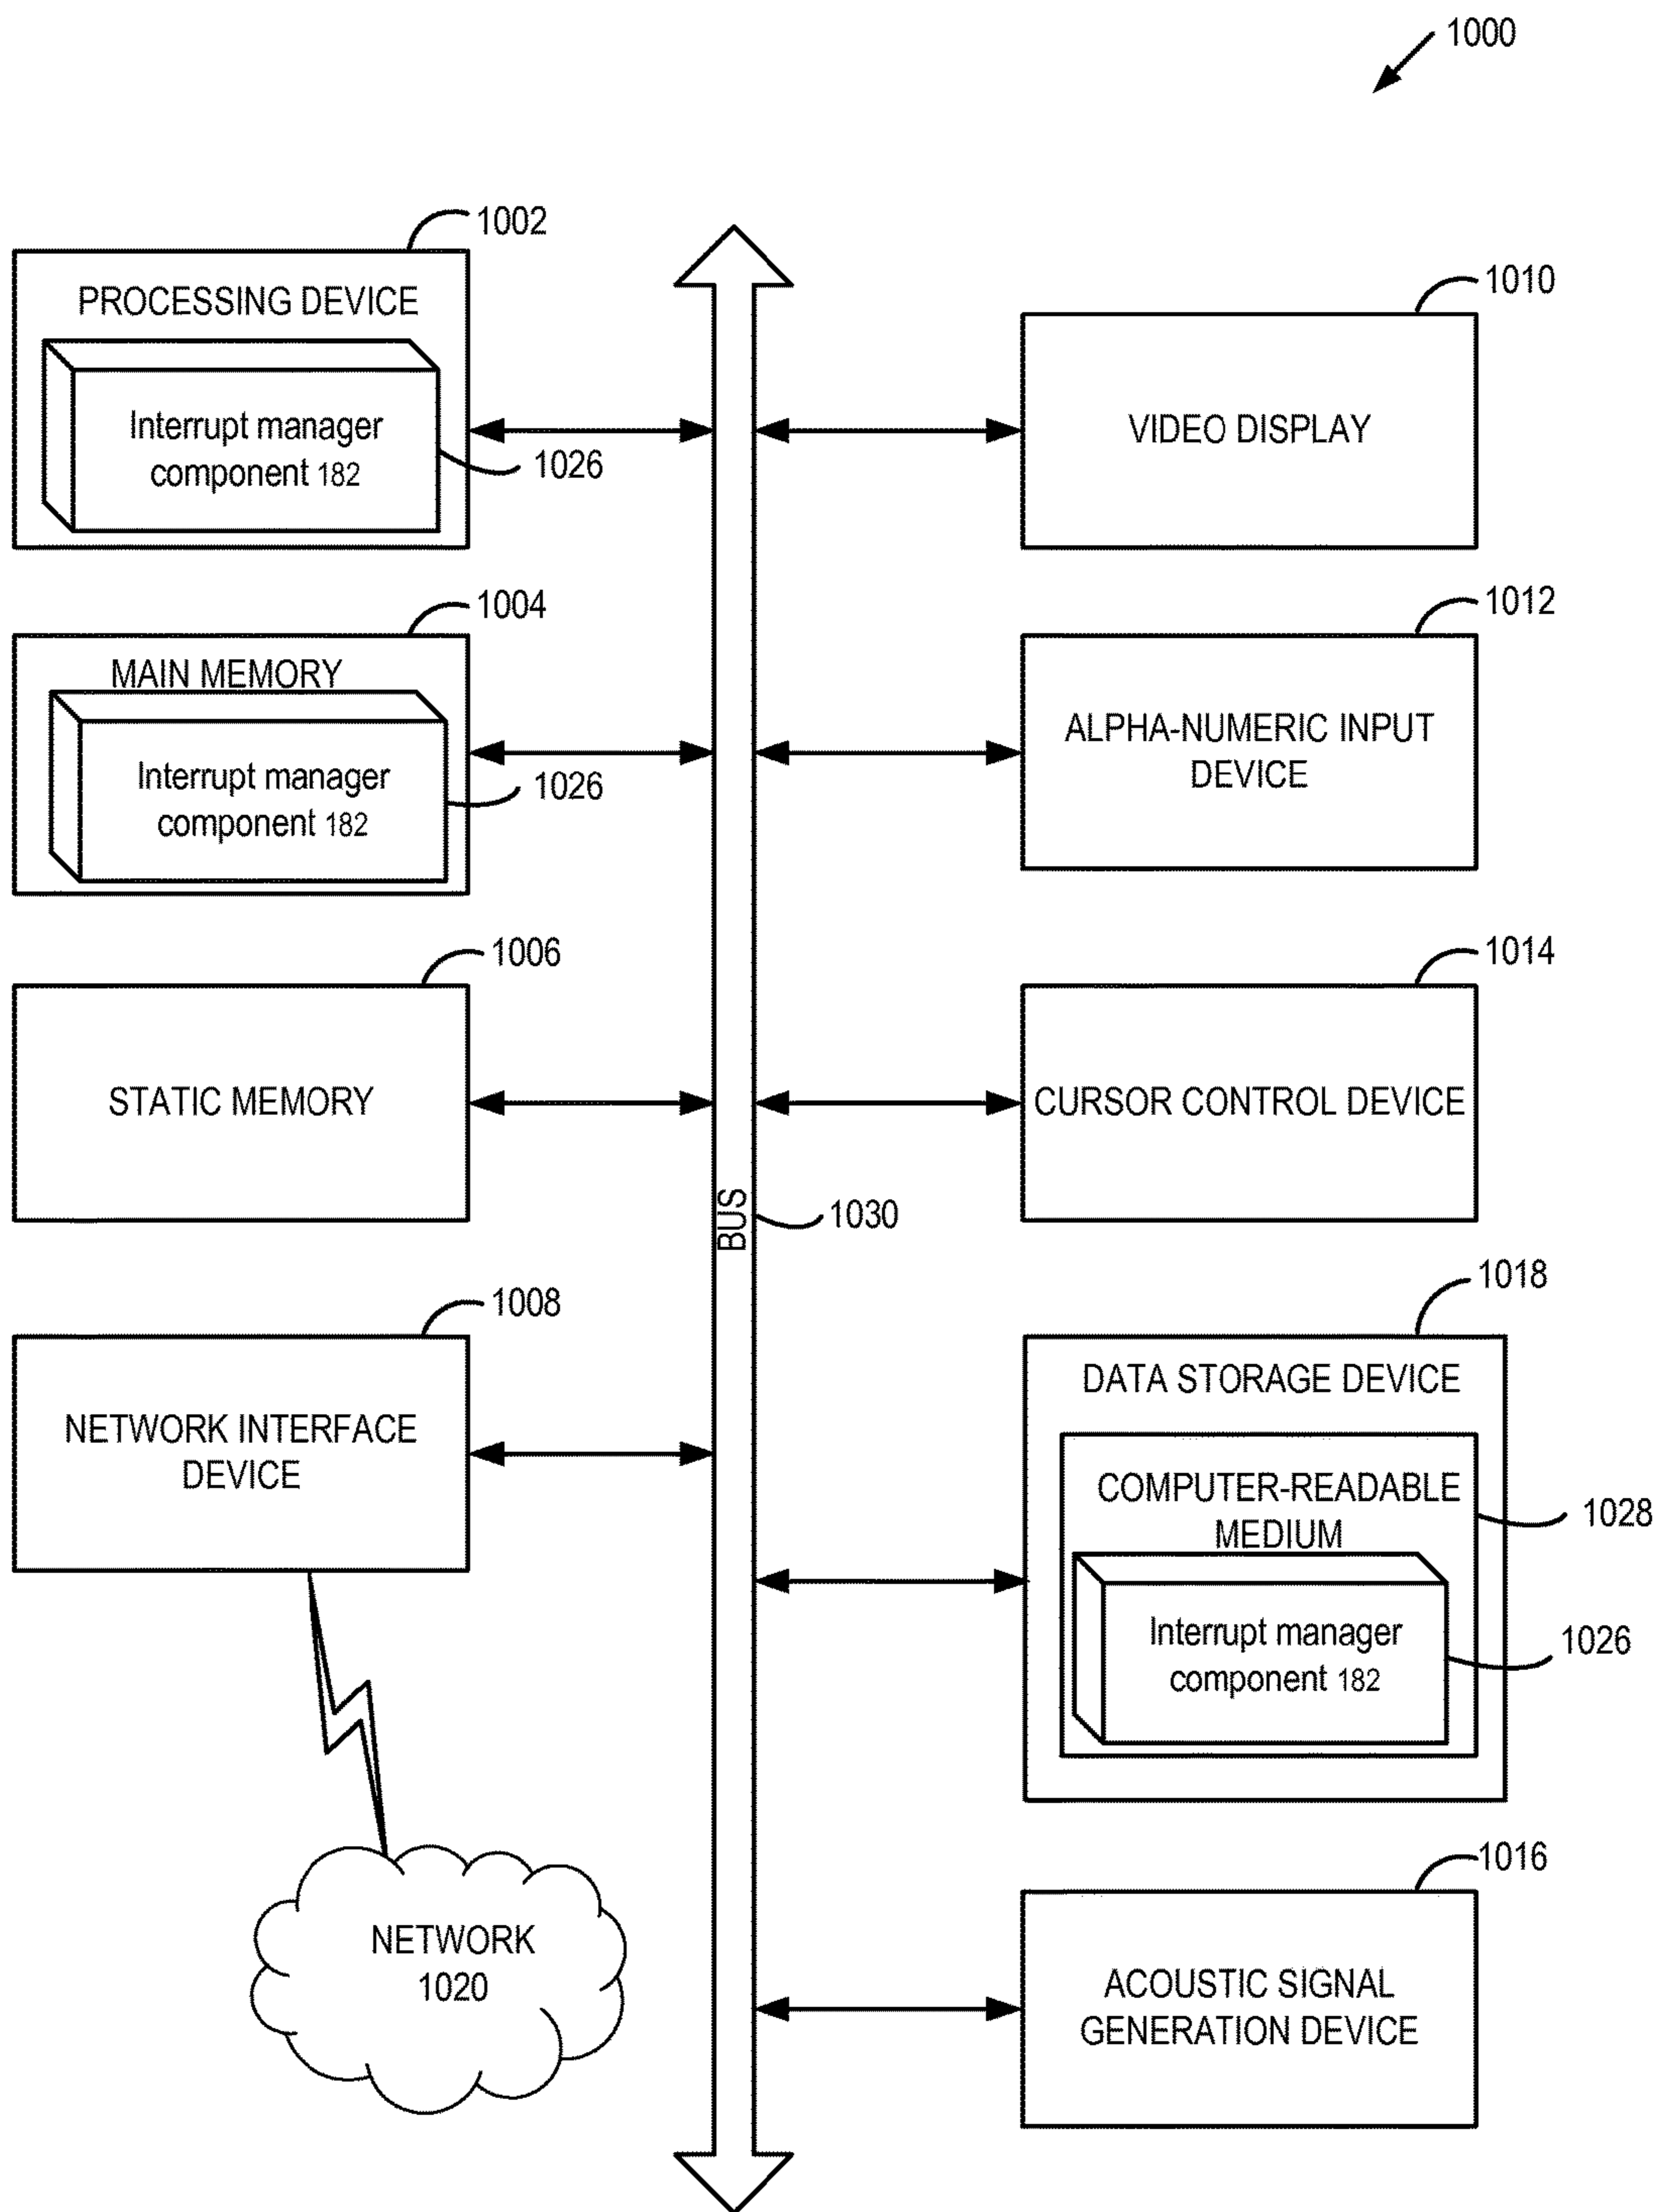 1000
1002
PROCESSING DEVICE
Interrupt manager
component 182
1026
1004
MAIN MEMORY
Interrupt manager
component 182
1026
1006
STATIC MEMORY
1008
NETWORK INTERFACE
DEVICE
NETWORK
1020
BUS
1030
1010
VIDEO DISPLAY
1012
ALPHA-NUMERIC INPUT
DEVICE
1014
CURSOR CONTROL DEVICE
1018
DATA STORAGE DEVICE
COMPUTER-READABLE
MEDIUM
1028
Interrupt manager
component 182
1026
1016
ACOUSTIC SIGNAL
GENERATION DEVICE